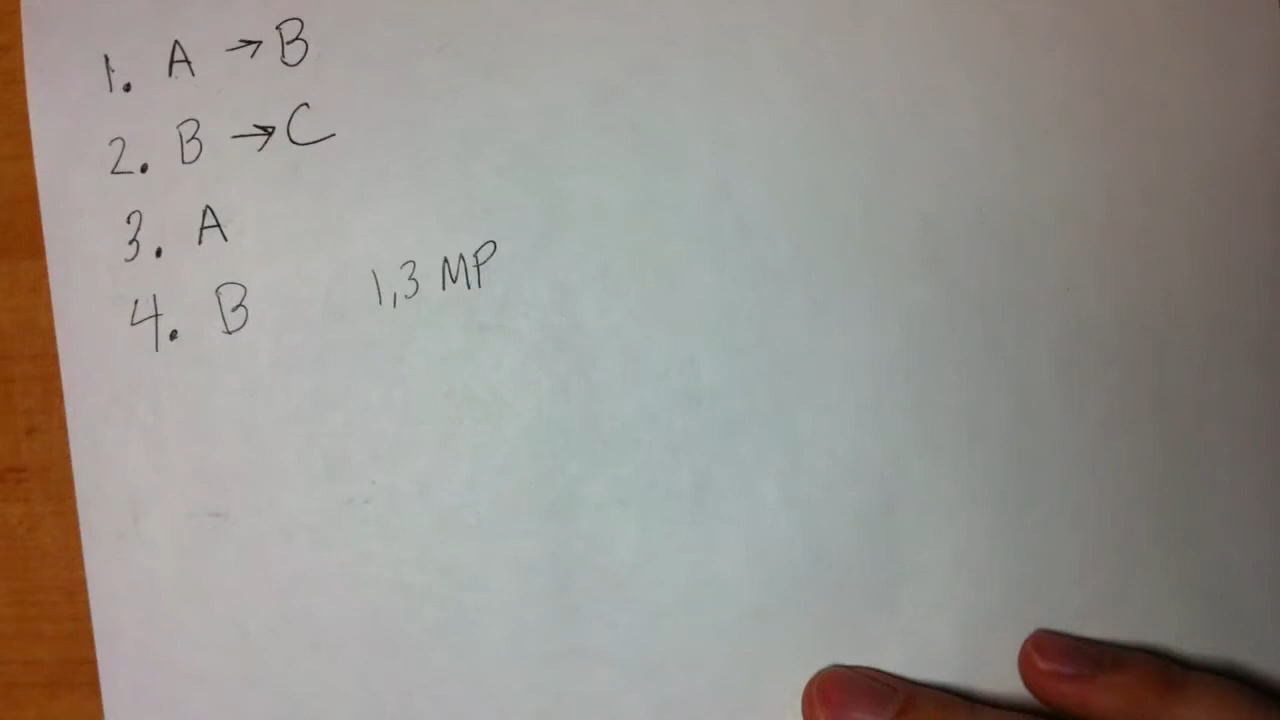 1. A → B
2. B → C
3. A
4. B 1,3 MP